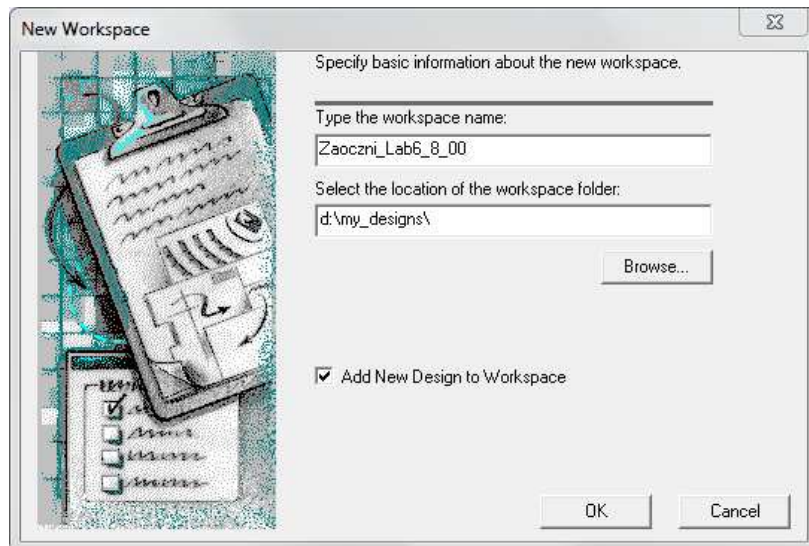 New Workspace
Specify basic information about the new workspace.
Type the workspace name:
Zaoczni_Lab6_8_00
Select the location of the workspace folder:
d:\my_designs\
Browse...
Add New Design to Workspace
OK
Cancel